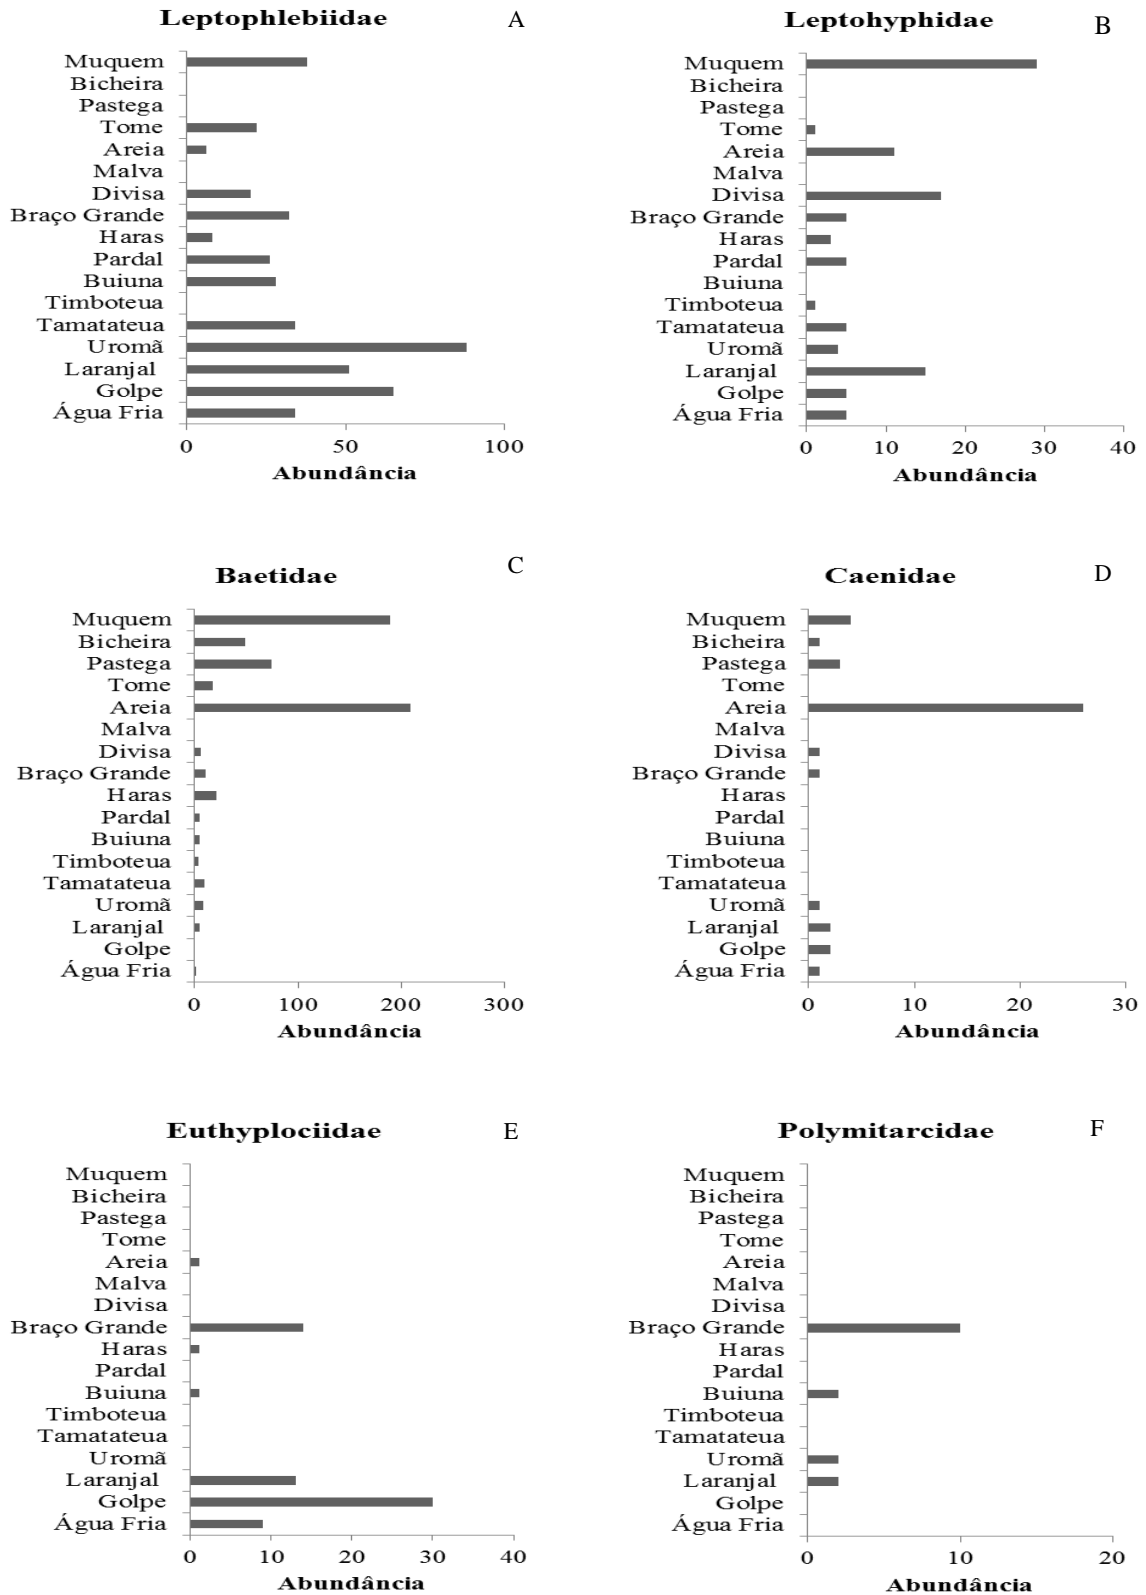 Leptophlebiidae
A
Muquem
Bicheira
Pastega
Tome
Areia
Malva
Divisa
Braço Grande
Haras
Pardal
Buiuna
Timboteua
Tamatateua
Uromã
Laranjal
Golpe
Água Fria
0 50 100
Abundância
Leptohyphidae
B
Muquem
Bicheira
Pastega
Tome
Areia
Malva
Divisa
Braço Grande
Haras
Pardal
Buiuna
Timboteua
Tamatateua
Uromã
Laranjal
Golpe
Água Fria
0 10 20 30 40
Abundância
Baetidae
C
Muquem
Bicheira
Pastega
Tome
Areia
Malva
Divisa
Braço Grande
Haras
Pardal
Buiuna
Timboteua
Tamatateua
Uromã
Laranjal
Golpe
Água Fria
0 100 200 300
Abundância
Caenidae
D
Muquem
Bicheira
Pastega
Tome
Areia
Malva
Divisa
Braço Grande
Haras
Pardal
Buiuna
Timboteua
Tamatateua
Uromã
Laranjal
Golpe
Água Fria
0 10 20 30
Abundância
Euthyplociidae
E
Muquem
Bicheira
Pastega
Tome
Areia
Malva
Divisa
Braço Grande
Haras
Pardal
Buiuna
Timboteua
Tamatateua
Uromã
Laranjal
Golpe
Água Fria
0 10 20 30 40
Abundância
Polymitarcidae
F
Muquem
Bicheira
Pastega
Tome
Areia
Malva
Divisa
Braço Grande
Haras
Pardal
Buiuna
Timboteua
Tamatateua
Uromã
Laranjal
Golpe
Água Fria
0 10 20
Abundância